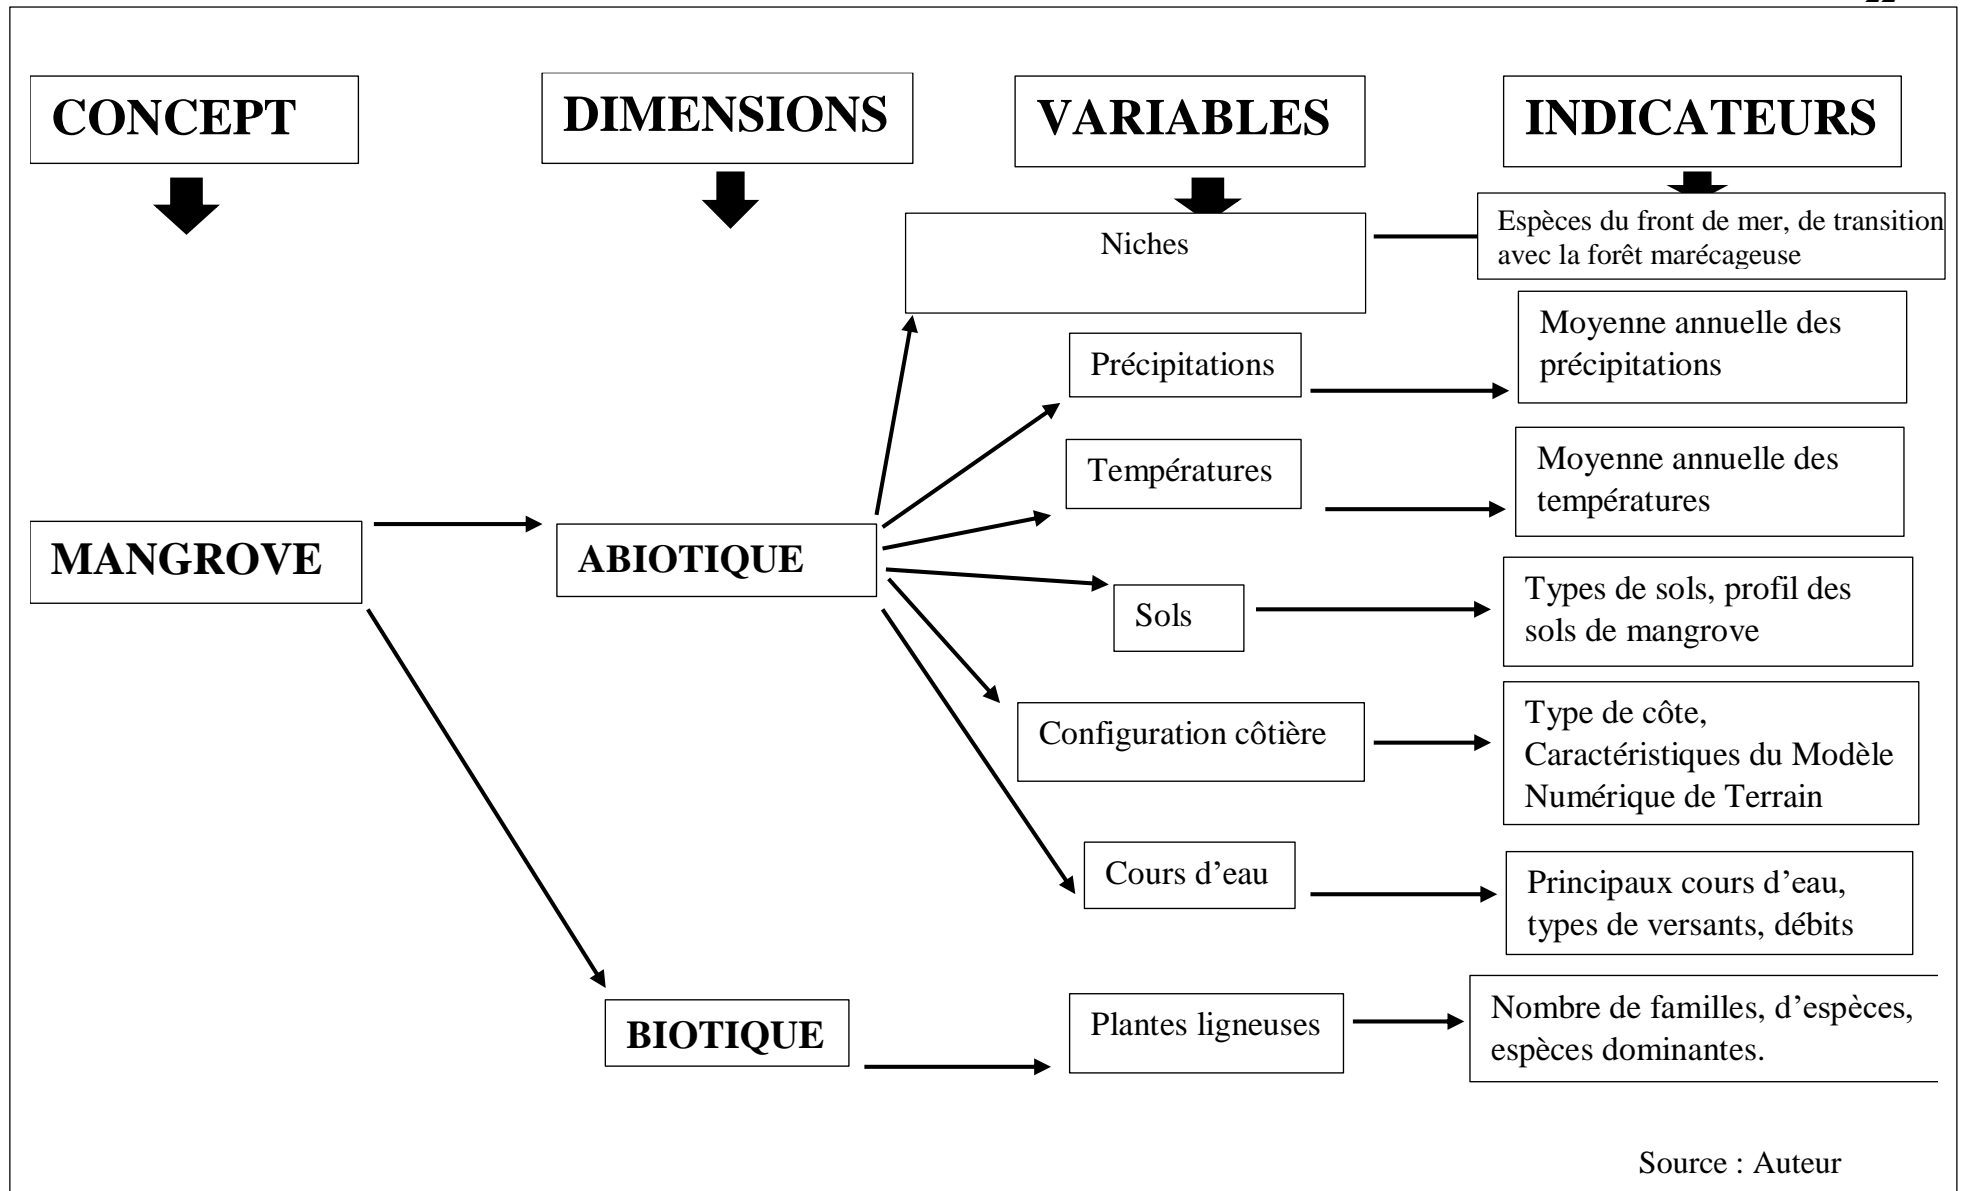 CONCEPT
DIMENSIONS
VARIABLES
INDICATEURS
Niches
Espèces du front de mer, de transition
avec la forêt marécageuse
Précipitations
Moyenne annuelle des
précipitations
Températures
Moyenne annuelle des
températures
MANGROVE
ABIOTIQUE
Sols
Types de sols, profil des
sols de mangrove
Configuration côtière
Type de côte,
Caractéristiques du Modèle
Numérique de Terrain
Cours d’eau
Principaux cours d’eau,
types de versants, débits
BIOTIQUE
Plantes ligneuses
Nombre de familles, d’espèces,
espèces dominantes.
Source : Auteur